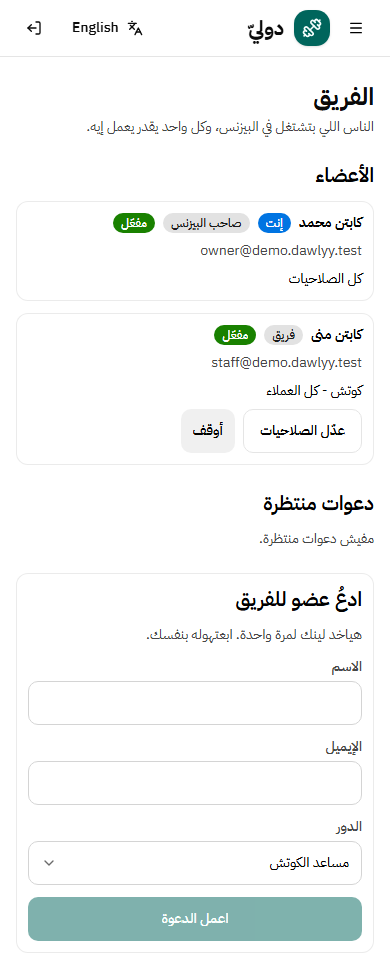 دوليّ
English
الفريق
الناس اللي بتشتغل في البيزنس، وكل واحد يقدر يعمل إيه.
الأعضاء
كابتن محمد إنت صاحب البيزنس مفعّل
owner@demo.dawlyy.test
كل الصلاحيات
كابتن منى فريق مفعّل
staff@demo.dawlyy.test
كوتش - كل العملاء
عدّل الصلاحيات أوقف
دعوات منتظرة
مفيش دعوات منتظرة.
ادعُ عضو للفريق
هياخد لينك لمرة واحدة. ابعتهوله بنفسك.
الاسم
الإيميل
الدور
مساعد الكوتش
اعمل الدعوة